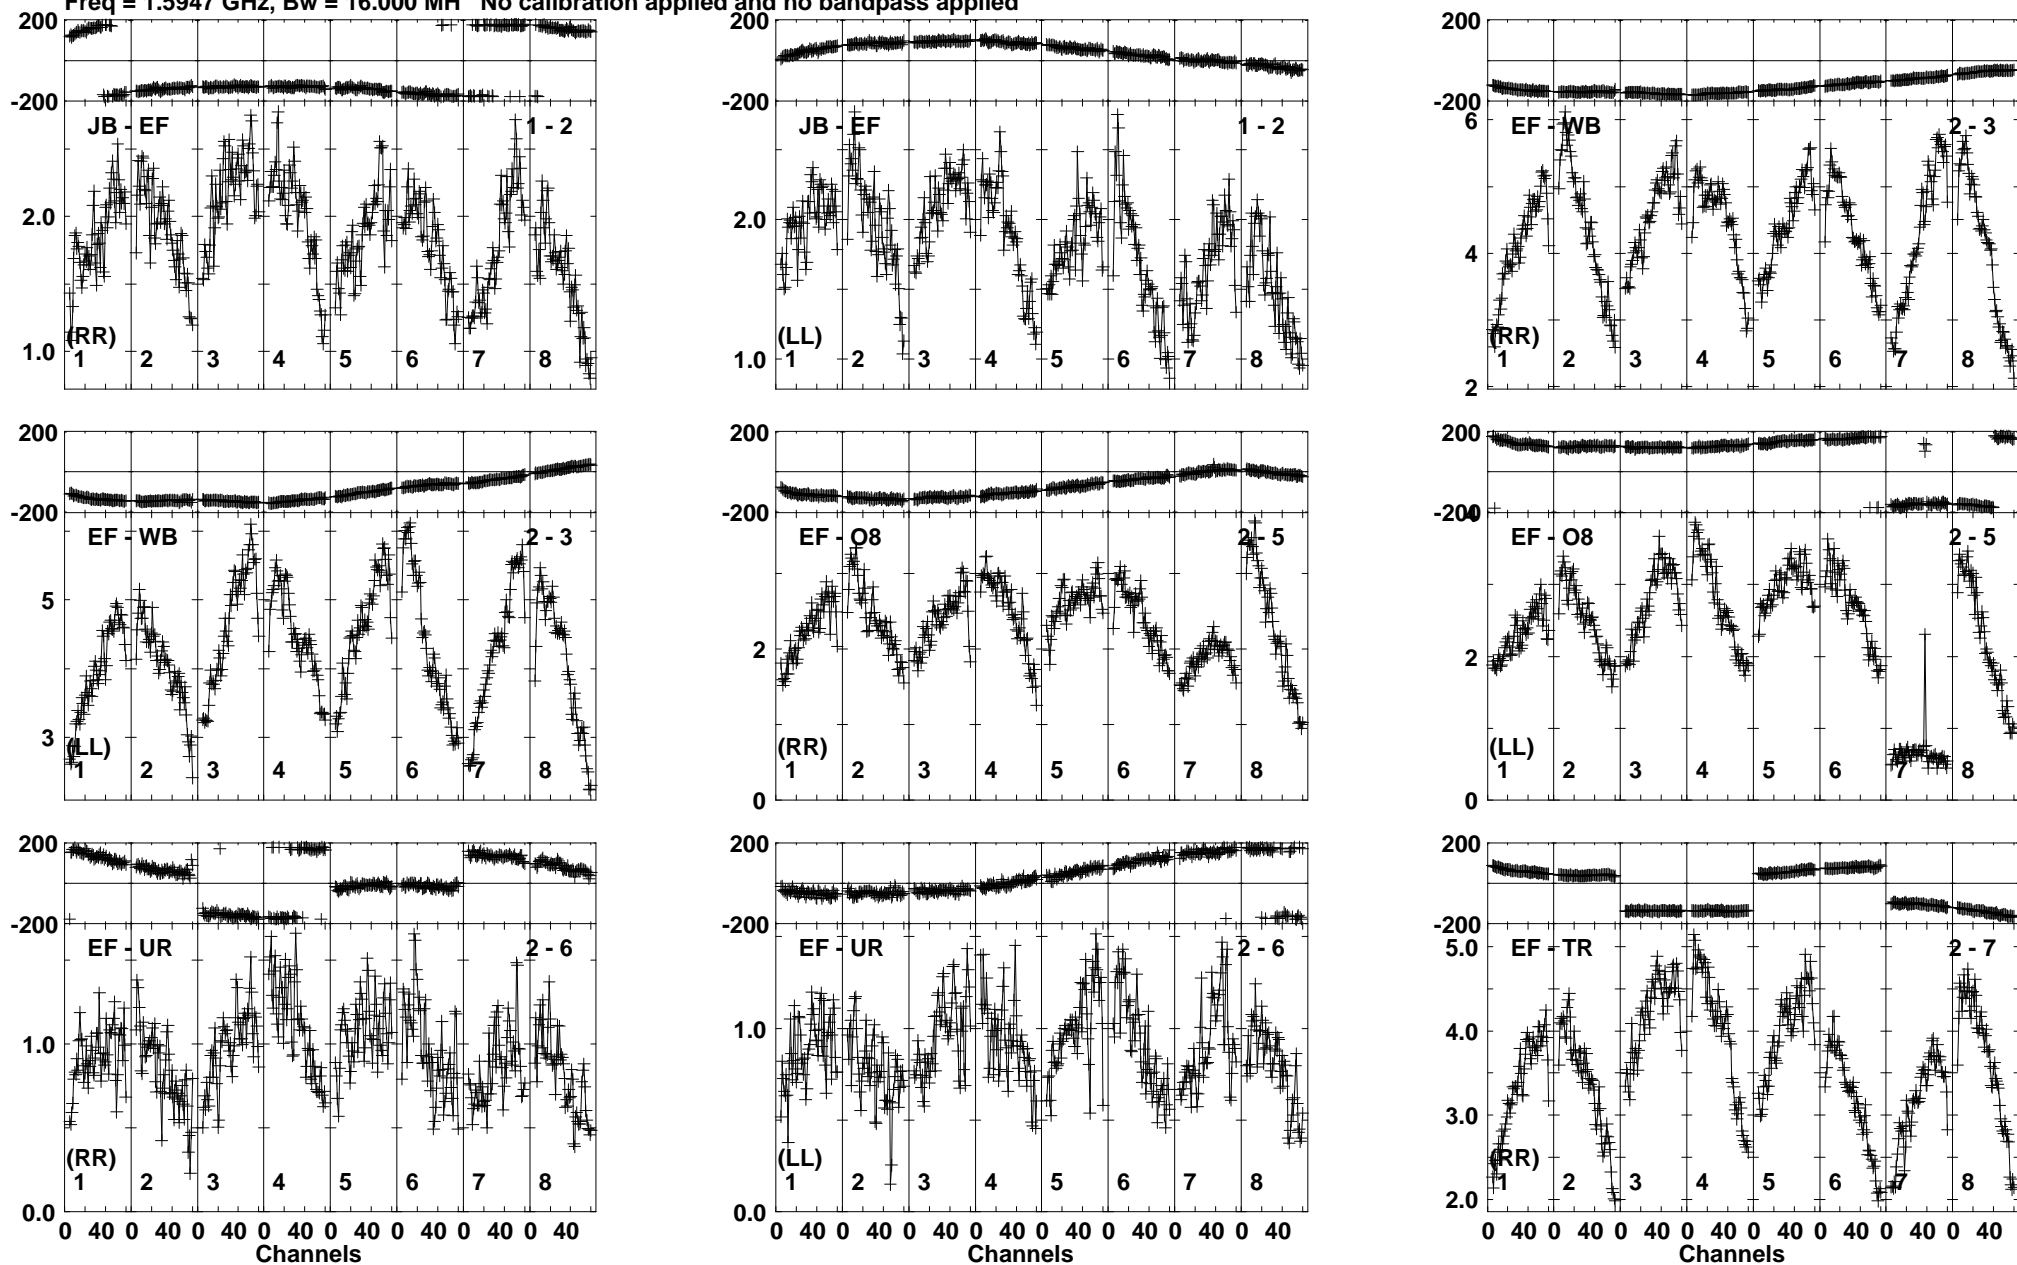 Freq = 1.5947 GHz, Bw = 16.000 MH No calibration applied and no bandpass applied
200 200 200
-200 -200 -200
JB - EF 1 - 2 JB - EF 1 - 2 6 EF - WB 2 - 3
2.0 2.0 4
(RR) (LL) (RR)
1.0 1 2 3 4 5 6 7 8 1.0 1 2 3 4 5 6 7 8 1 2 3 4 5 6 7 8
2
200 200 200
-200 -200 -200 4
EF - WB 2 - 3 EF - O8 2 - 5 EF - O8 2 - 5
5 2 2
3
(LL) (RR) (LL)
1 2 3 4 5 6 7 8 1 2 3 4 5 6 7 8 1 2 3 4 5 6 7 8
0 0
200 200 200
-200 -200 -200
EF - UR 2 - 6 EF - UR 2 - 6 5.0 EF - TR 2 - 7
1.0 1.0 4.0
3.0
(RR) (LL) (RR)
1 2 3 4 5 6 7 8 1 2 3 4 5 6 7 8 2.0 1 2 3 4 5 6 7 8
0.0 0.0
0 40 0 40 0 40 0 40 0 40 0 40 0 40 0 40 0 40 0 40 0 40 0 40 0 40 0 40 0 40 0 40 0 40 0 40 0 40 0 40 0 40 0 40 0 40 0 40
Channels Channels Channels